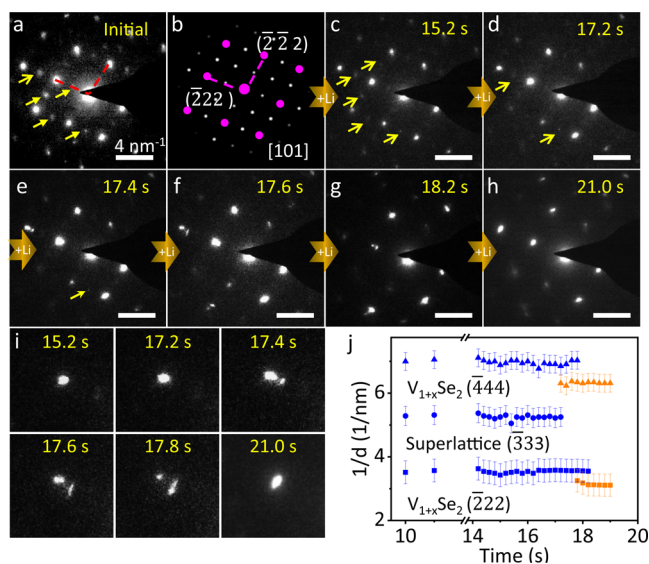 a Initial
4 nm⁻¹
b
(2̅ 2̅ 2)
(2̅22 )
[101]
+Li
c 15.2 s
+Li
d 17.2 s
+Li
e 17.4 s
+Li
f 17.6 s
+Li
g 18.2 s
+Li
h 21.0 s
i
15.2 s 17.2 s 17.4 s
17.6 s 17.8 s 21.0 s
j
1/d (1/nm)
6
4
2
V₁₊ₓSe₂ (4̅44)
Superlattice (3̅33)
V₁₊ₓSe₂ (2̅22)
10 14 16 18 20
Time (s)